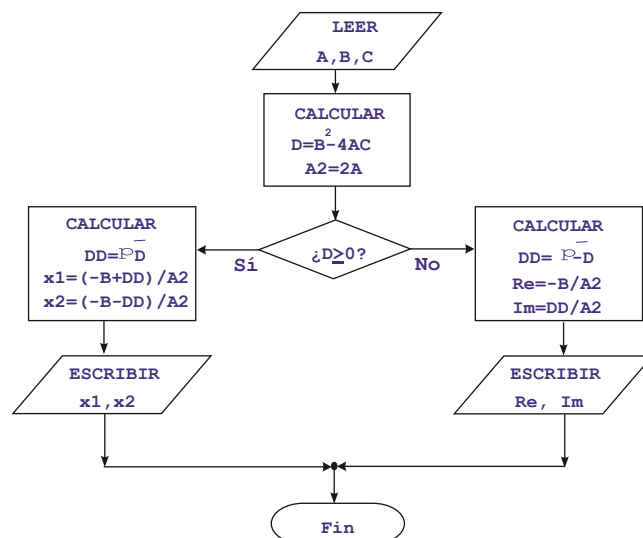 LEER
A,B,C
CALCULAR
D=B²-4AC
A2=2A
¿D≥0?
Sí
No
CALCULAR
DD=p̅D
x1=(-B+DD)/A2
x2=(-B-DD)/A2
CALCULAR
DD= p̅-D
Re=-B/A2
Im=DD/A2
ESCRIBIR
x1,x2
ESCRIBIR
Re, Im
Fin